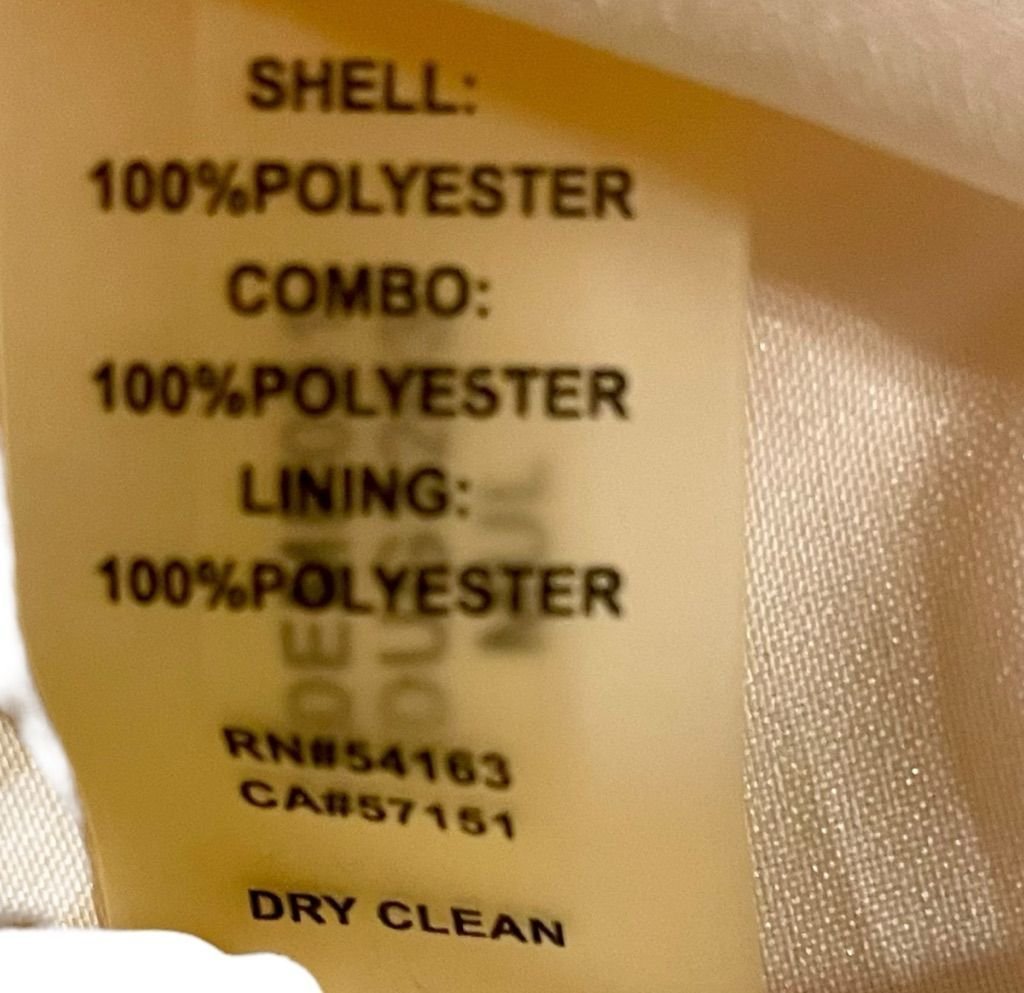 SHELL:
100%POLYESTER
COMBO:
100%POLYESTER
LINING:
100%POLYESTER
RN#54163
CA#57151
DRY CLEAN